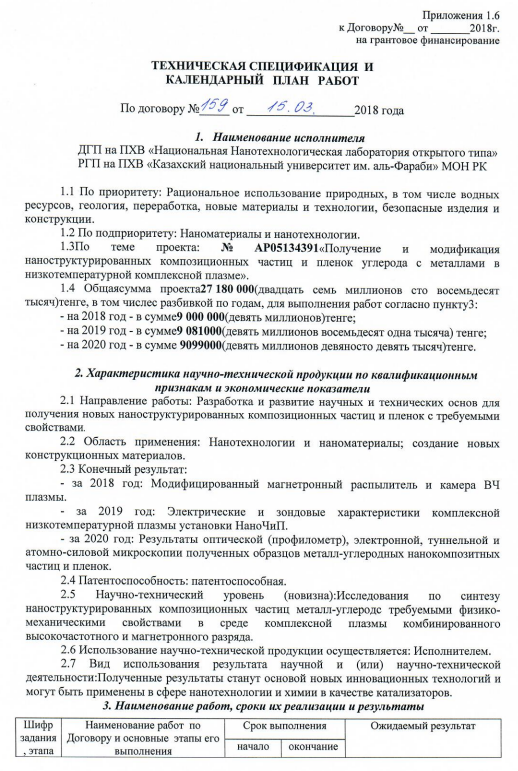 Приложения 1.6
к Договору№__ от _______2018г.
на грантовое финансирование
ТЕХНИЧЕСКАЯ СПЕЦИФИКАЦИЯ И
КАЛЕНДАРНЫЙ ПЛАН РАБОТ
По договору № 159 от 15.03. 2018 года
1. Наименование исполнителя
ДГП на ПХВ «Национальная Нанотехнологическая лаборатория открытого типа»
РГП на ПХВ «Казахский национальный университет им. аль-Фараби» МОН РК
1.1 По приоритету: Рациональное использование природных, в том числе водных
ресурсов, геология, переработка, новые материалы и технологии, безопасные изделия и
конструкции.
1.2 По подприоритету: Наноматериалы и нанотехнологии.
1.3По теме проекта: № AP05134391«Получение и модификация
наноструктурированных композиционных частиц и пленок углерода с металлами в
низкотемпературной комплексной плазме».
1.4 Общаясумма проекта27 180 000(двадцать семь миллионов сто восемьдесят
тысяч)тенге, в том числес разбивкой по годам, для выполнения работ согласно пункту3:
- на 2018 год - в сумме9 000 000(девять миллионов)тенге;
- на 2019 год - в сумме9 081000(девять миллионов восемьдесят одна тысяча) тенге;
- на 2020 год - в сумме 9099000(девять миллионов девяносто девять тысяч)тенге.
2. Характеристика научно-технической продукции по квалификационным
признакам и экономические показатели
2.1 Направление работы: Разработка и развитие научных и технических основ для
получения новых наноструктурированных композиционных частиц и пленок с требуемыми
свойствами.
2.2 Область применения: Нанотехнологии и наноматериалы; создание новых
конструкционных материалов.
2.3 Конечный результат:
- за 2018 год: Модифицированный магнетронный распылитель и камера ВЧ
плазмы.
- за 2019 год: Электрические и зондовые характеристики комплексной
низкотемпературной плазмы установки НаноЧиП.
- за 2020 год: Результаты оптической (профилометр), электронной, туннельной и
атомно-силовой микроскопии полученных образцов металл-углеродных нанокомпозитных
частиц и пленок.
2.4 Патентоспособность: патентоспособная.
2.5 Научно-технический уровень (новизна):Исследования по синтезу
наноструктурированных композиционных частиц металл-углеродс требуемыми физико-
механическими свойствами в среде комплексной плазмы комбинированного
высокочастотного и магнетронного разряда.
2.6 Использование научно-технической продукции осуществляется: Исполнителем.
2.7 Вид использования результата научной и (или) научно-технической
деятельности:Полученные результаты станут основой новых инновационных технологий и
могут быть применены в сфере нанотехнологии и химии в качестве катализаторов.
3. Наименование работ, сроки их реализации и результаты
Шифр
задания
, этапа
Наименование работ по
Договору и основные этапы его
выполнения
Срок выполнения
начало окончание
Ожидаемый результат